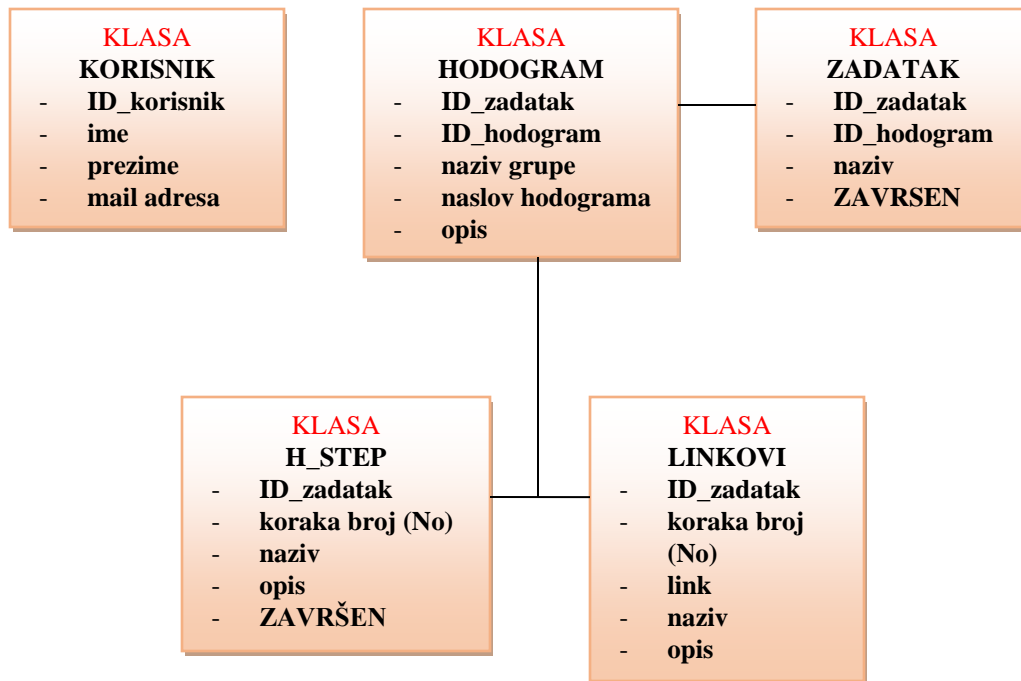 KLASA
KORISNIK
- ID_korisnik
- ime
- prezime
- mail adresa
KLASA
HODOGRAM
- ID_zadatak
- ID_hodogram
- naziv grupe
- naslov hodograma
- opis
KLASA
ZADATAK
- ID_zadatak
- ID_hodogram
- naziv
- ZAVRSEN
KLASA
H_STEP
- ID_zadatak
- koraka broj (No)
- naziv
- opis
- ZAVRŠEN
KLASA
LINKOVI
- ID_zadatak
- koraka broj
(No)
- link
- naziv
- opis